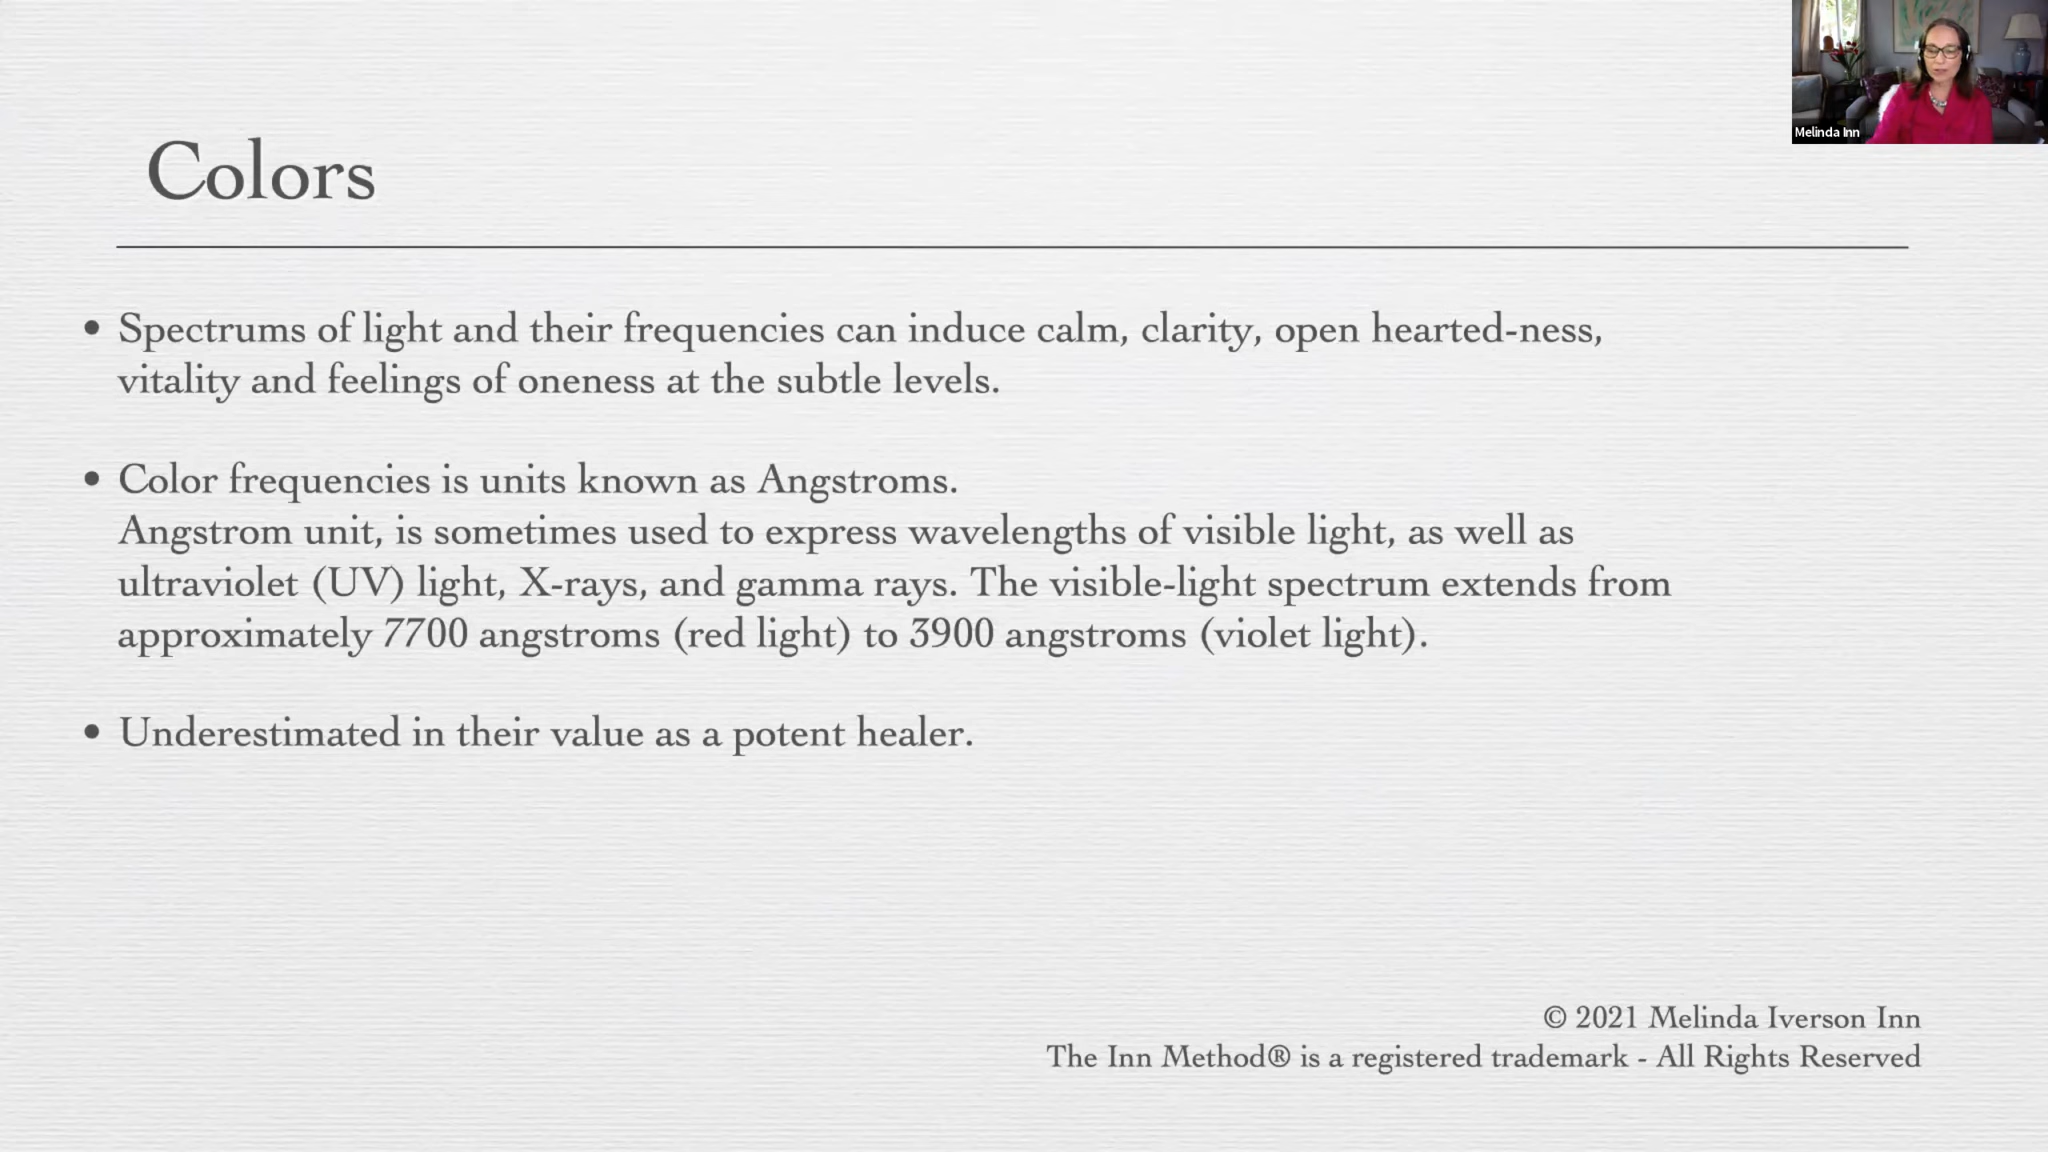 Melinda Inn
Colors
• Spectrums of light and their frequencies can induce calm, clarity, open hearted-ness,
vitality and feelings of oneness at the subtle levels.
• Color frequencies is units known as Angstroms.
Angstrom unit, is sometimes used to express wavelengths of visible light, as well as
ultraviolet (UV) light, X-rays, and gamma rays. The visible-light spectrum extends from
approximately 7700 angstroms (red light) to 3900 angstroms (violet light).
• Underestimated in their value as a potent healer.
© 2021 Melinda Iverson Inn
The Inn Method® is a registered trademark - All Rights Reserved